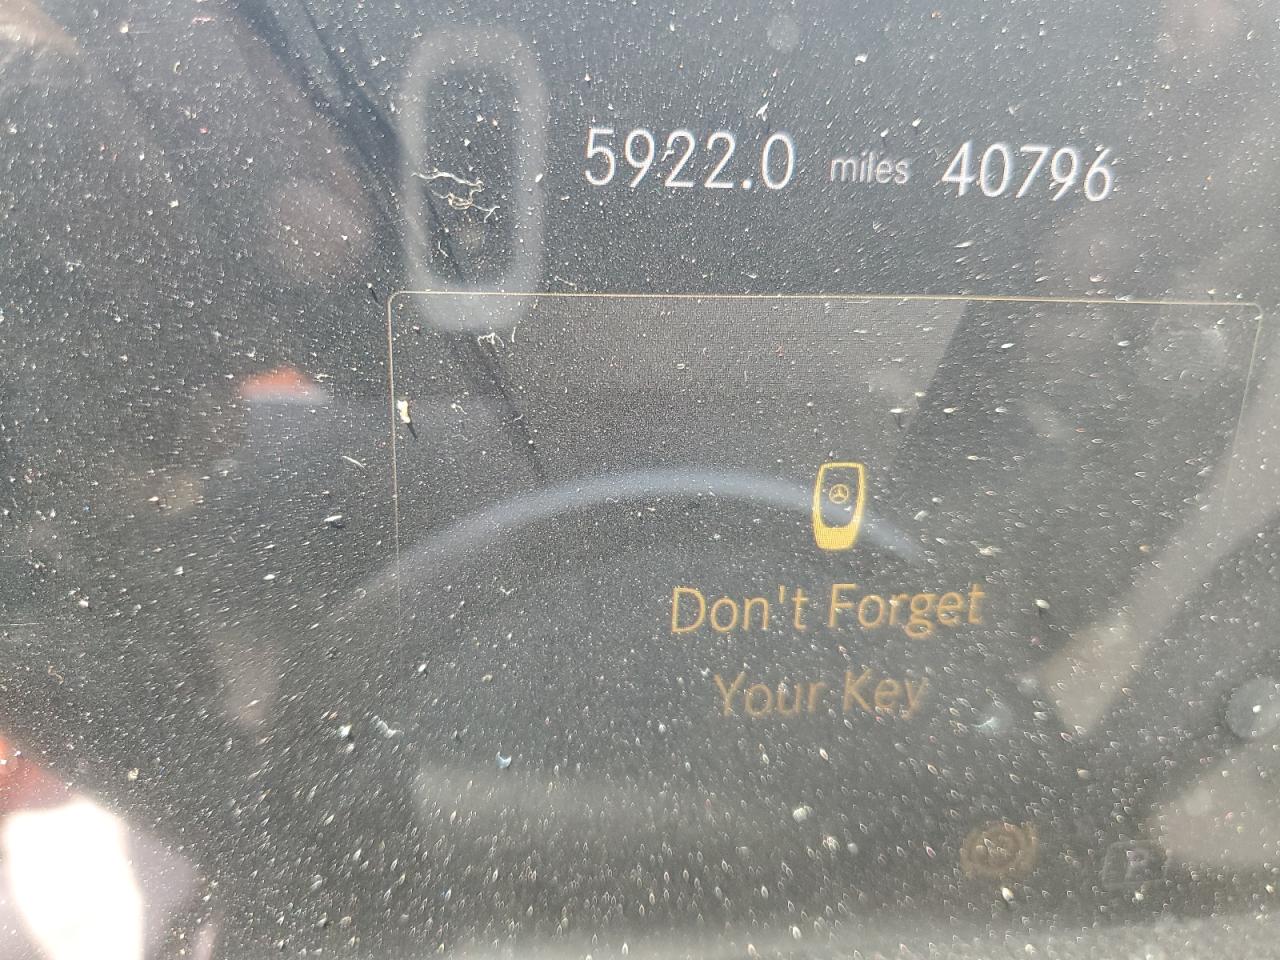 5922.0 miles 40796
Don't Forget
Your Key
P